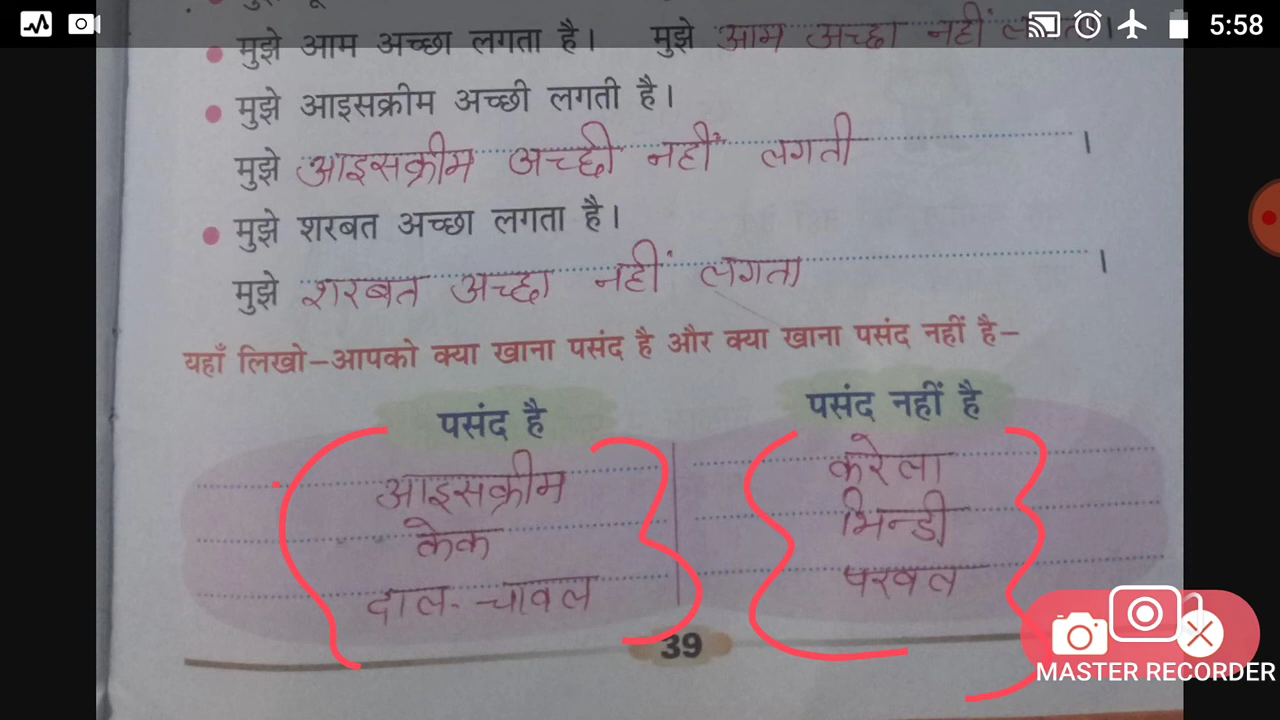 5:58
मुझे आम अच्छा लगता है। मुझे आम अच्छा नहीं
मुझे आइसक्रीम अच्छी लगती है।
मुझे आइसक्रीम अच्छी नहीं लगती ।
मुझे शरबत अच्छा लगता है।
मुझे शरबत अच्छा नहीं लगता ।
यहाँ लिखो–आपको क्या खाना पसंद है और क्या खाना पसंद नहीं है–
पसंद है
आइसक्रीम
केक
दाल-चावल
पसंद नहीं है
करेला
भिन्डी
परवल
39
MASTER RECORDER